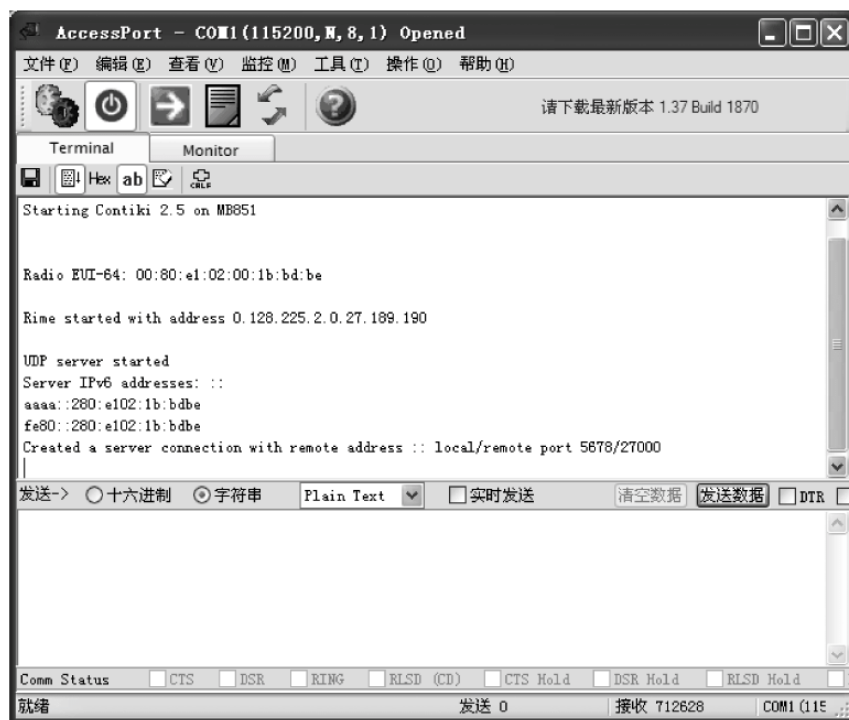 AccessPort - COM1(115200,N,8,1) Opened
文件(F) 编辑(E) 查看(V) 监控(M) 工具(T) 操作(O) 帮助(H)
请下载最新版本 1.37 Build 1870
Terminal Monitor
Hex ab CRLF
Starting Contiki 2.5 on MB851
Radio EUI-64: 00:80:e1:02:00:1b:bd:be
Rime started with address 0.128.225.2.0.27.189.190
UDP server started
Server IPv6 addresses: ::
aaaa::280:e102:1b:bdbe
fe80::280:e102:1b:bdbe
Created a server connection with remote address :: local/remote port 5678/27000
发送-> 十六进制 字符串 Plain Text 实时发送 清空数据 发送数据 DTR
Comm Status CTS DSR RING RLSD (CD) CTS Hold DSR Hold RLSD Hold
就绪 发送 0 接收 712628 COM1 (115